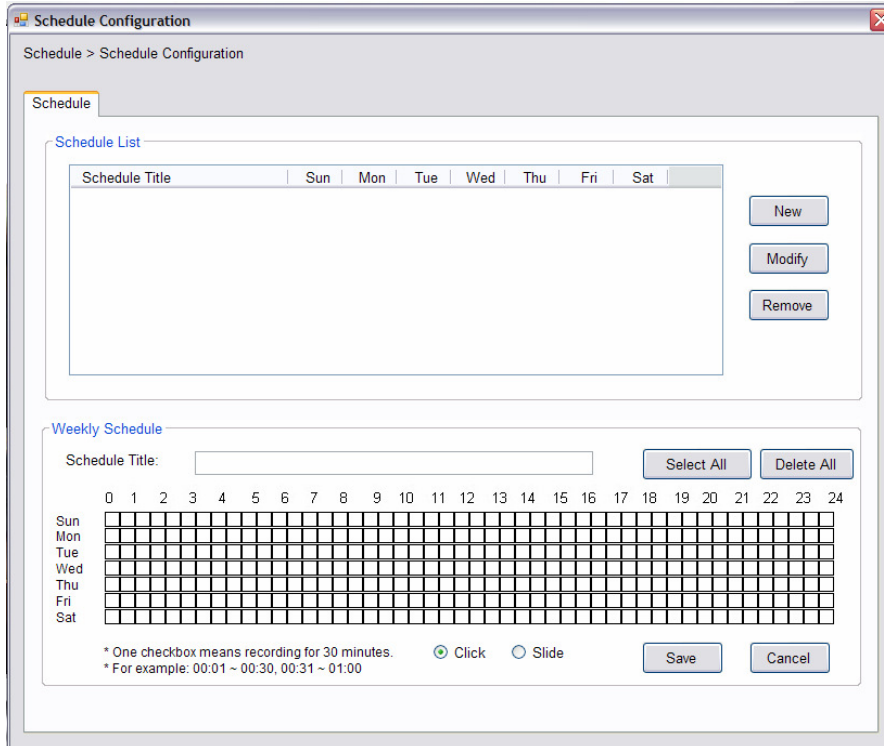 Schedule Configuration
Schedule > Schedule Configuration
Schedule
Schedule List
Schedule Title Sun Mon Tue Wed Thu Fri Sat
New
Modify
Remove
Weekly Schedule
Schedule Title: Select All Delete All
0 1 2 3 4 5 6 7 8 9 10 11 12 13 14 15 16 17 18 19 20 21 22 23 24
Sun
Mon
Tue
Wed
Thu
Fri
Sat
* One checkbox means recording for 30 minutes.
* For example: 00:01 ~ 00:30, 00:31 ~ 01:00
Click Slide Save Cancel